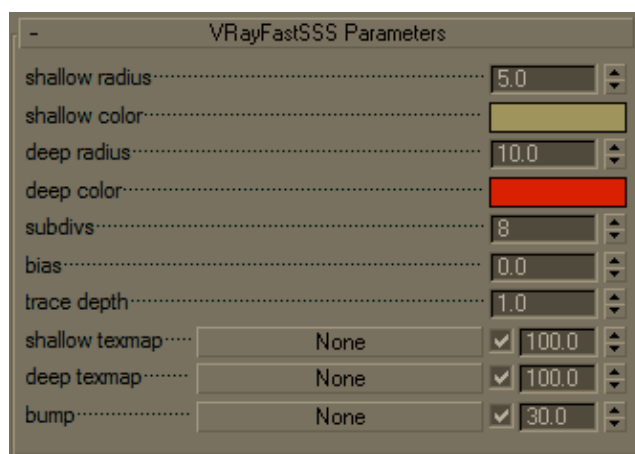 - VRayFastSSS Parameters
shallow radius 5.0
shallow color
deep radius 10.0
deep color
subdivs 8
bias 0.0
trace depth 1.0
shallow texmap None 100.0
deep texmap None 100.0
bump None 30.0